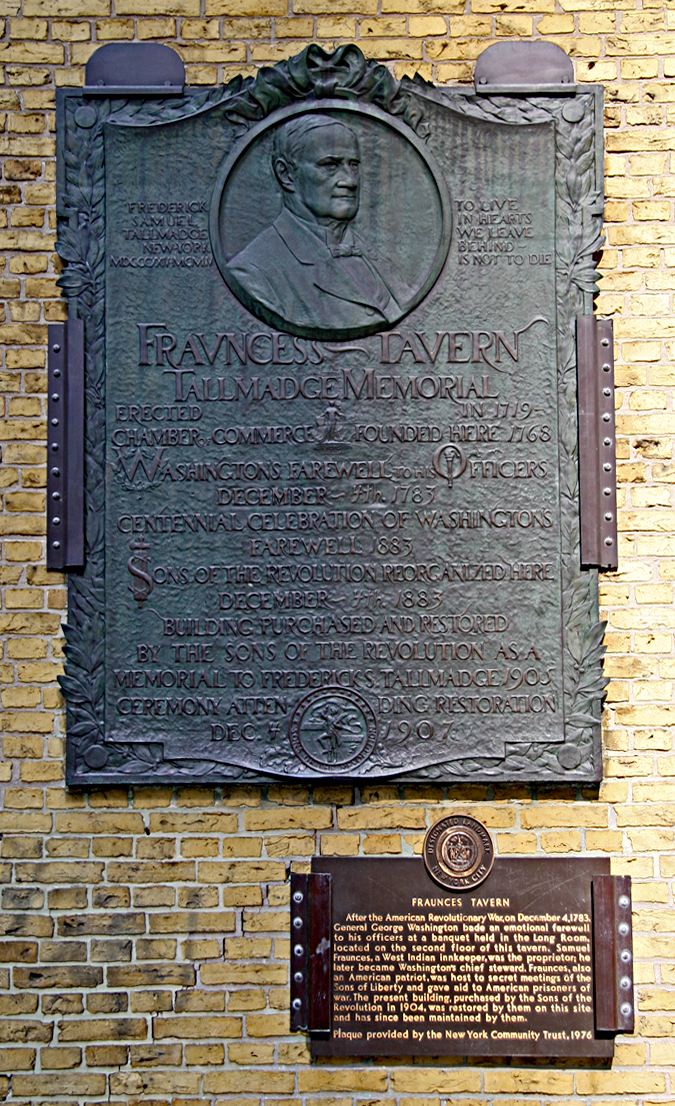 FREDERICK
SAMUEL
TALLMADGE
NEW-YORK
TO LIVE
IN HEARTS
WE LEAVE
BEHIND-
IS NOT TO DIE
FRAVNCES TAVERN
TALLMADGE MEMORIAL
ERECTED IN 1719-
CHAMBER OF COMMERCE FOUNDED HERE 1768
WASHINGTONS FAREWELL TO HIS OFFICERS
DECEMBER 4TH 1783
CENTENNIAL CELEBRATION OF WASHINGTONS
FAREWELL 1883
SONS OF THE REVOLUTION REORGANIZED HERE
DECEMBER 4TH 1883
BUILDING PURCHASED AND RESTORED
BY THE SONS OF THE REVOLUTION AS A
MEMORIAL TO FREDERICK S. TALLMADGE 1905
CEREMONY ATTENDING RESTORATION
DEC. 4 1907.
DESIGNATED LANDMARK
NEW YORK CITY
FRAUNCES TAVERN
After the American Revolutionary War, on December 4, 1783,
General George Washington bade an emotional farewell
to his officers at a banquet held in the Long Room,
located on the second floor of this tavern. Samuel
Fraunces, a West Indian innkeeper, was the proprietor; he
later became Washington's chief steward. Fraunces, also
an American patriot, was host to secret meetings of the
Sons of Liberty and gave aid to American prisoners of
war. The present building, purchased by the Sons of the
Revolution in 1904, was restored by them on this site
and has since been maintained by them.
Plaque provided by the New York Community Trust, 1976